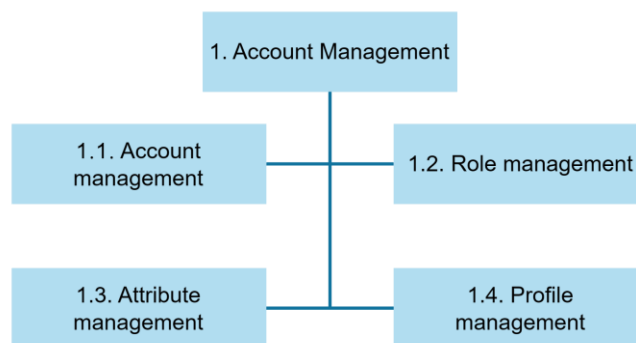 1. Account Management
1.1. Account
management
1.2. Role management
1.3. Attribute
management
1.4. Profile
management